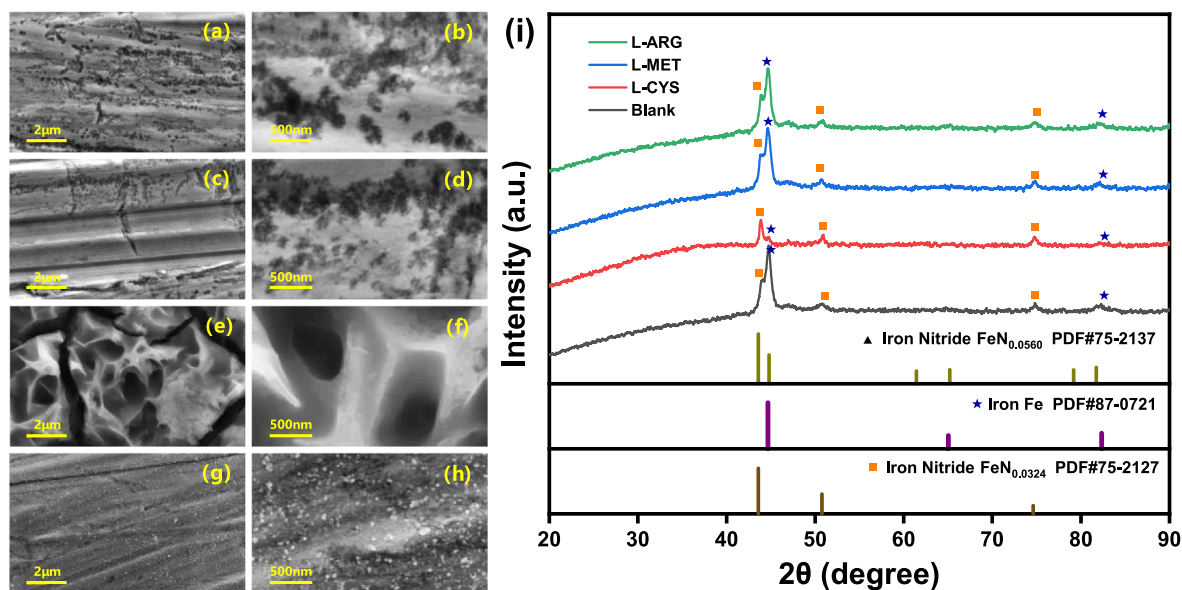 (a)
2μm
(b)
500nm
(c)
2μm
(d)
500nm
(e)
2μm
(f)
500nm
(g)
2μm
(h)
500nm
(i)
L-ARG
L-MET
L-CYS
Blank
Intensity (a.u.)
▲ Iron Nitride FeN0.0560 PDF#75-2137
★ Iron Fe PDF#87-0721
■ Iron Nitride FeN0.0324 PDF#75-2127
20 30 40 50 60 70 80 90
2θ (degree)